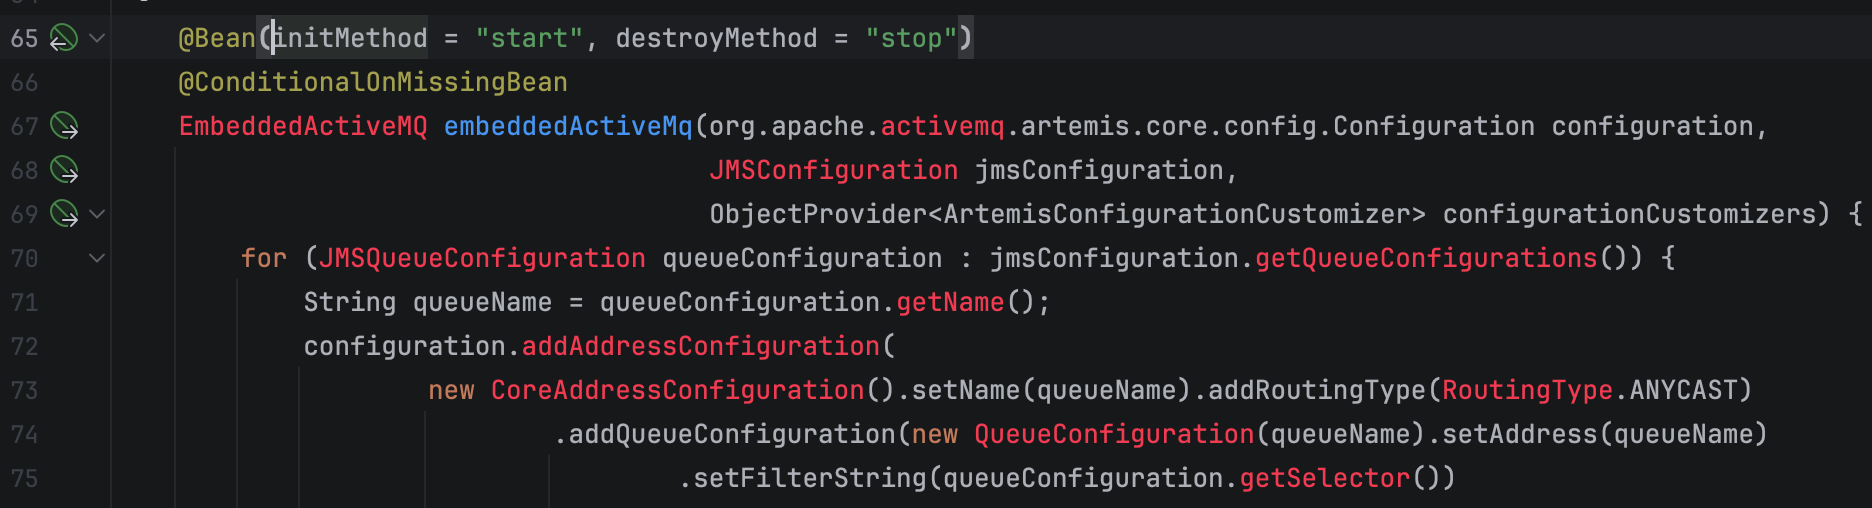 65 @Bean(initMethod = "start", destroyMethod = "stop")
66 @ConditionalOnMissingBean
67 EmbeddedActiveMQ embeddedActiveMq(org.apache.activemq.artemis.core.config.Configuration configuration,
68 JMSConfiguration jmsConfiguration,
69 ObjectProvider<ArtemisConfigurationCustomizer> configurationCustomizers) {
70 for (JMSQueueConfiguration queueConfiguration : jmsConfiguration.getQueueConfigurations()) {
71 String queueName = queueConfiguration.getName();
72 configuration.addAddressConfiguration(
73 new CoreAddressConfiguration().setName(queueName).addRoutingType(RoutingType.ANYCAST)
74 .addQueueConfiguration(new QueueConfiguration(queueName).setAddress(queueName)
75 .setFilterString(queueConfiguration.getSelector())